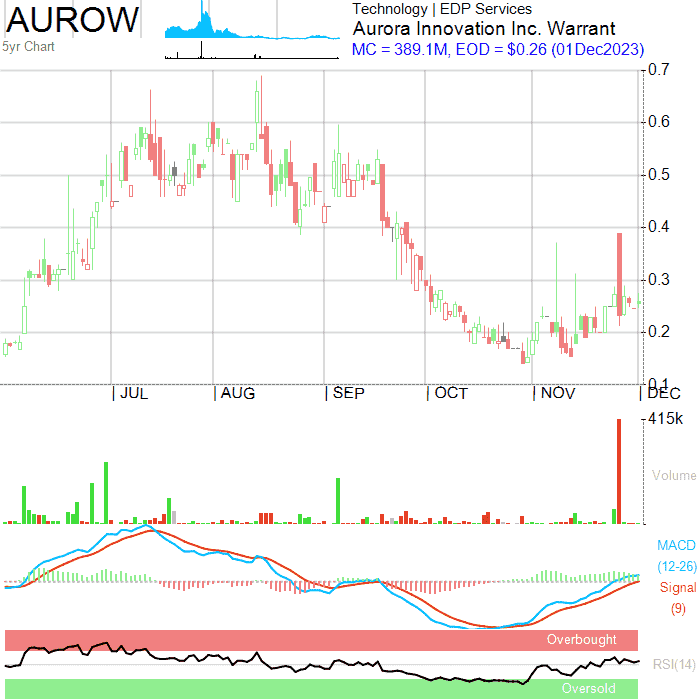 AUROW
5yr Chart
Technology | EDP Services
Aurora Innovation Inc. Warrant
MC = 389.1M, EOD = $0.26 (01Dec2023)
0.7
0.6
0.5
0.4
0.3
0.2
0.1
JUL
AUG
SEP
OCT
NOV
DEC
415k
Volume
MACD
(12-26)
Signal
(9)
Overbought
RSI(14)
Oversold